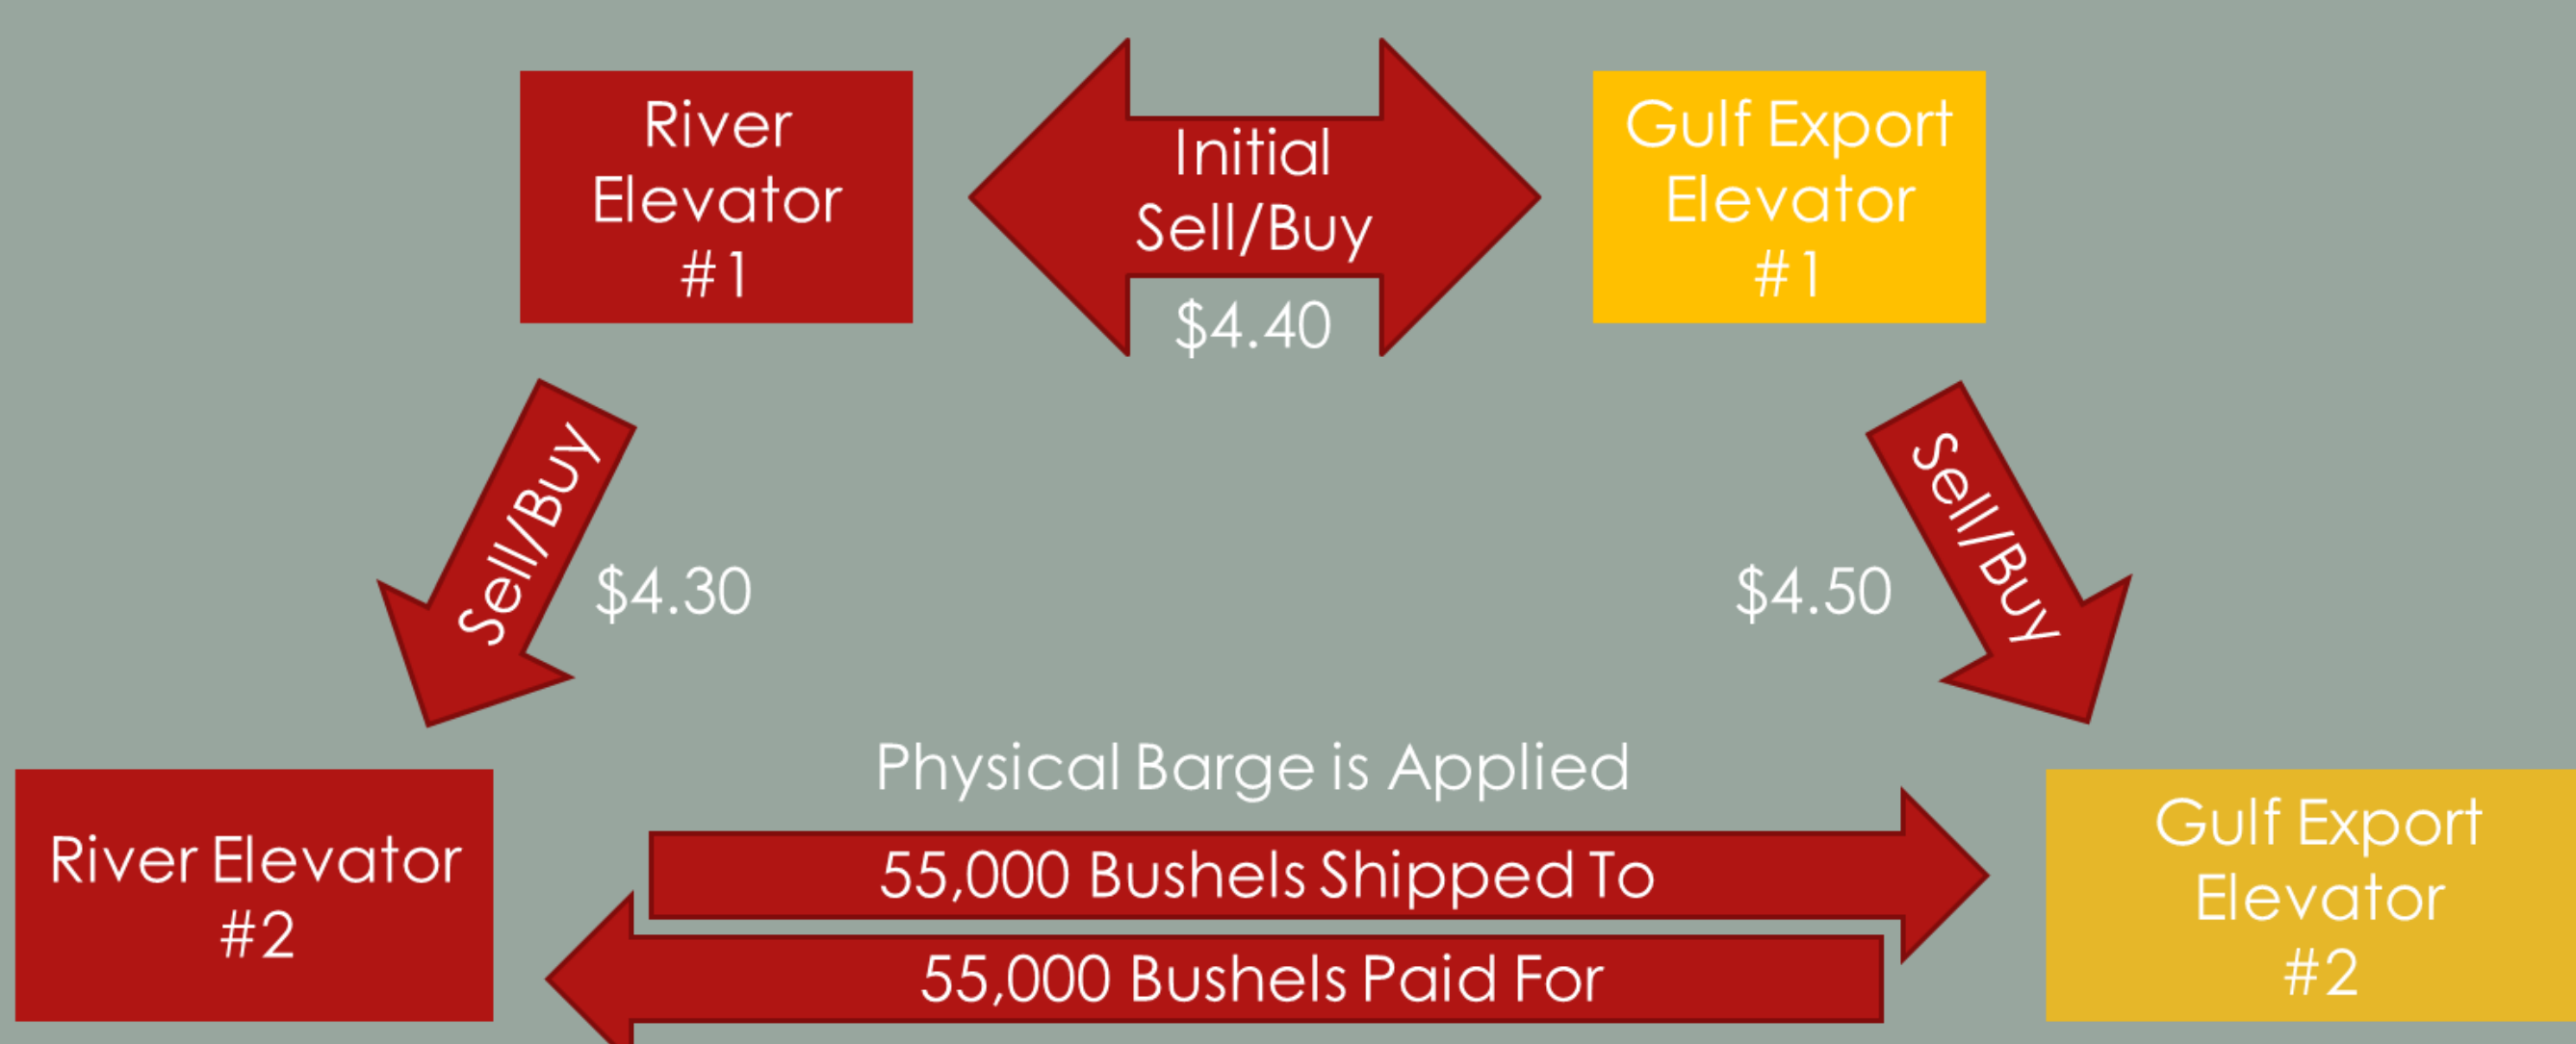 River
Elevator
#1
Initial
Sell/Buy
$4.40
Gulf Export
Elevator
#1
Sell/Buy
$4.30
$4.50
Sell/Buy
Physical Barge is Applied
55,000 Bushels Shipped To
55,000 Bushels Paid For
River Elevator
#2
Gulf Export
Elevator
#2